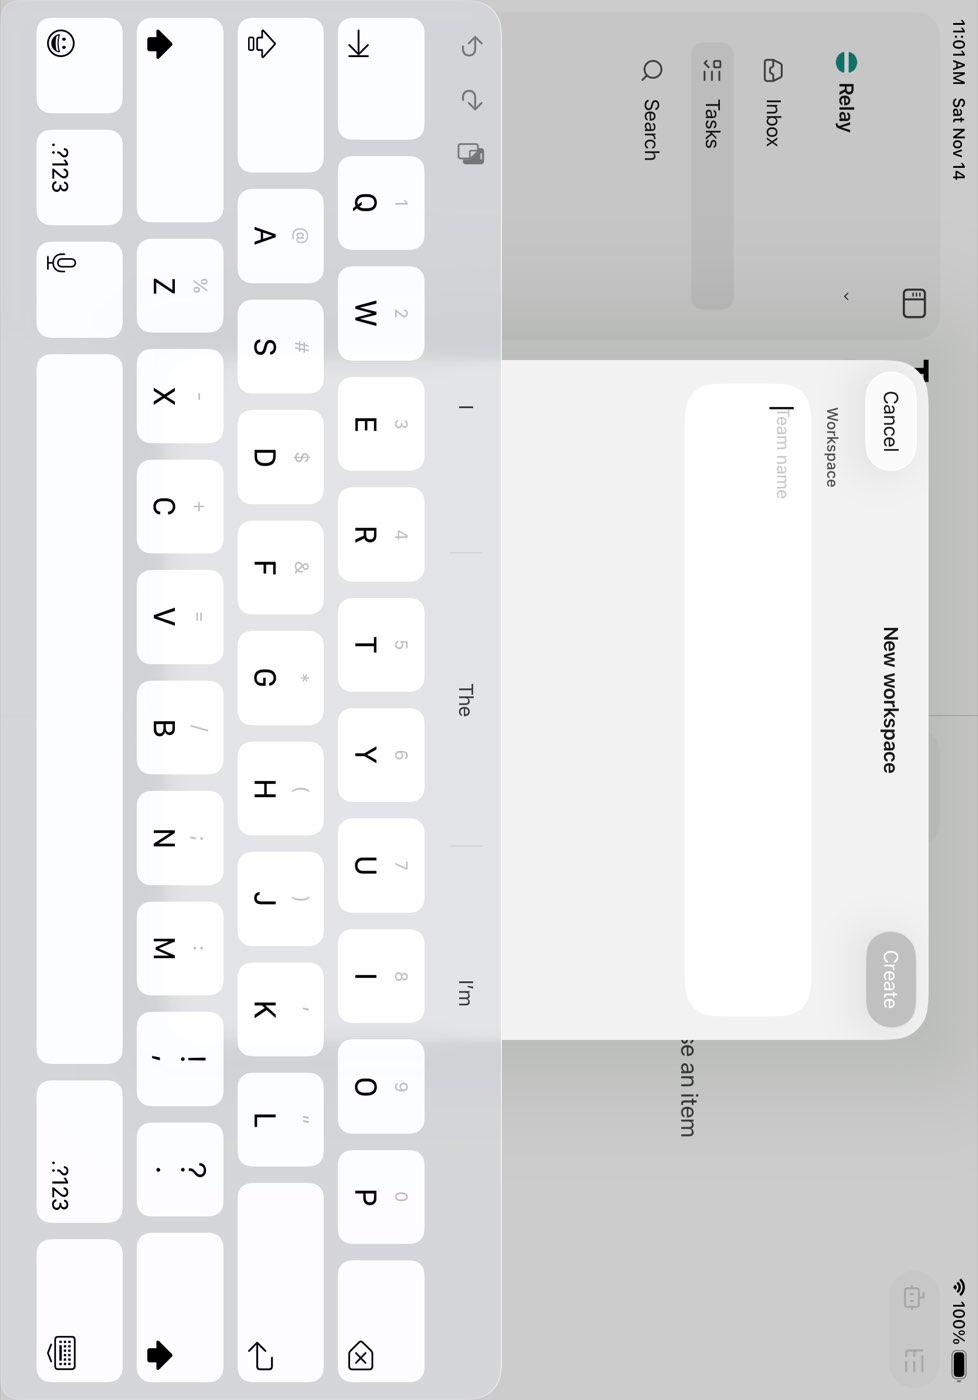 11:01 AM Sat Nov 14
100%
Cancel
New workspace
Create
Relay
Workspace
Team name
Inbox
Tasks
Search
se an item
I
The
I'm
1 2 3 4 5 6 7 8 9 0
Q W E R T Y U I O P
@ # $ & * ( ) ' "
A S D F G H J K L
% - + = / ; : ! ?
Z X C V B N M , .
.?123
.?123